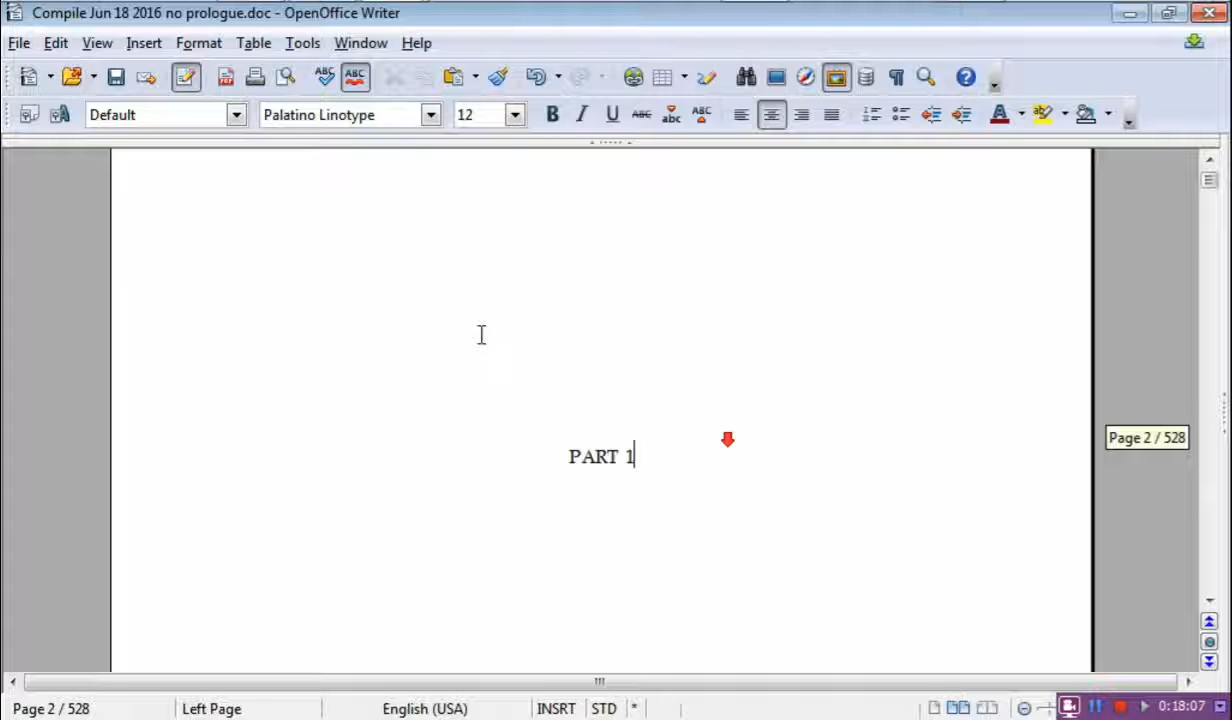 Compile Jun 18 2016 no prologue.doc - OpenOffice Writer
File Edit View Insert Format Table Tools Window Help
Default Palatino Linotype 12
PART 1
Page 2 / 528
Page 2 / 528 Left Page English (USA) INSRT STD * 0:18:07